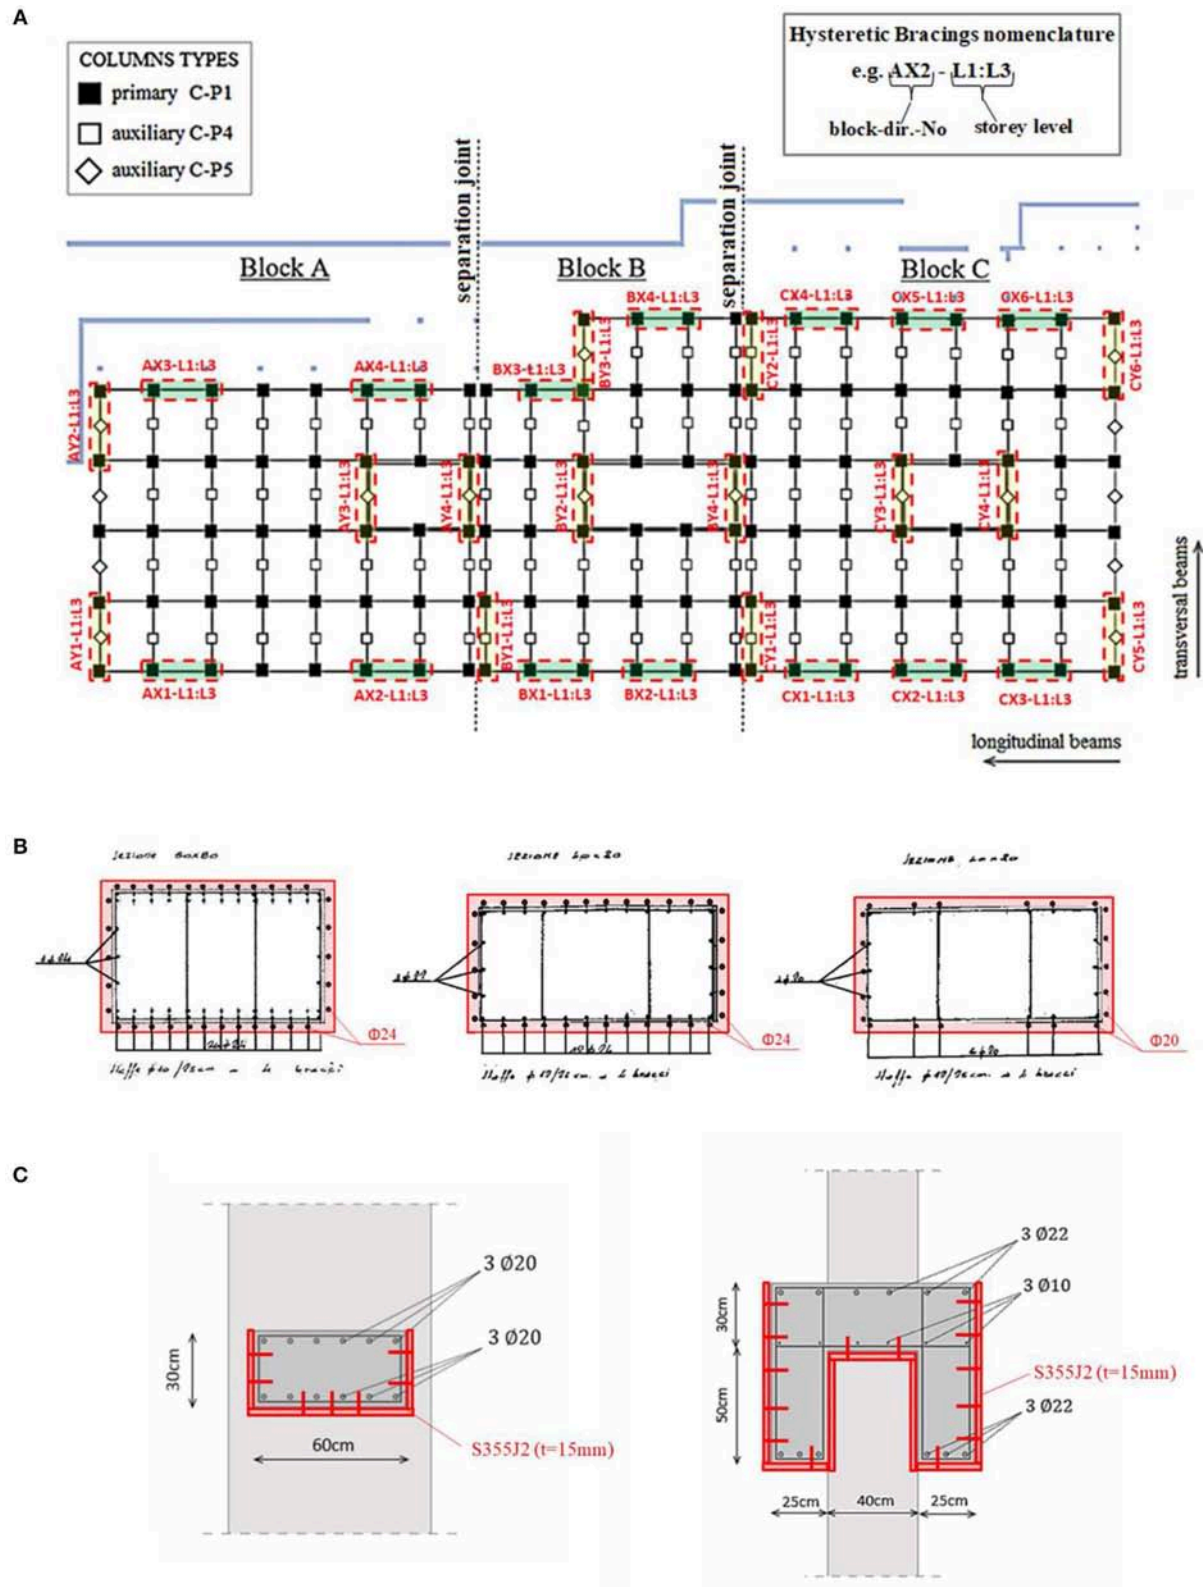 A
COLUMNS TYPES
primary C-P1
auxiliary C-P4
auxiliary C-P5
Hysteretic Bracings nomenclature
e.g. AX2 - L1:L3
block-dir.-No storey level
separation joint
separation joint
Block A
Block B
Block C
BX4-L1:L3
CX4-L1:L3
CX5-L1:L3
CX6-L1:L3
AX3-L1:L3
AX4-L1:L3
BX3-L1:L3
BY3-L1:L3
CY2-L1:L3
CY6-L1:L3
AY2-L1:L3
AY3-L1:L3
AY4-L1:L3
BY2-L1:L3
BY4-L1:L3
CY3-L1:L3
CY4-L1:L3
AY1-L1:L3
BY1-L1:L3
CY1-L1:L3
CY5-L1:L3
transversal beams
AX1-L1:L3
AX2-L1:L3
BX1-L1:L3
BX2-L1:L3
CX1-L1:L3
CX2-L1:L3
CX3-L1:L3
longitudinal beams
B
Φ24
Φ24
Φ20
C
3 Ø20
3 Ø20
30cm
60cm
S355J2 (t=15mm)
3 Ø22
3 Ø10
30cm
50cm
S355J2 (t=15mm)
3 Ø22
25cm
40cm
25cm